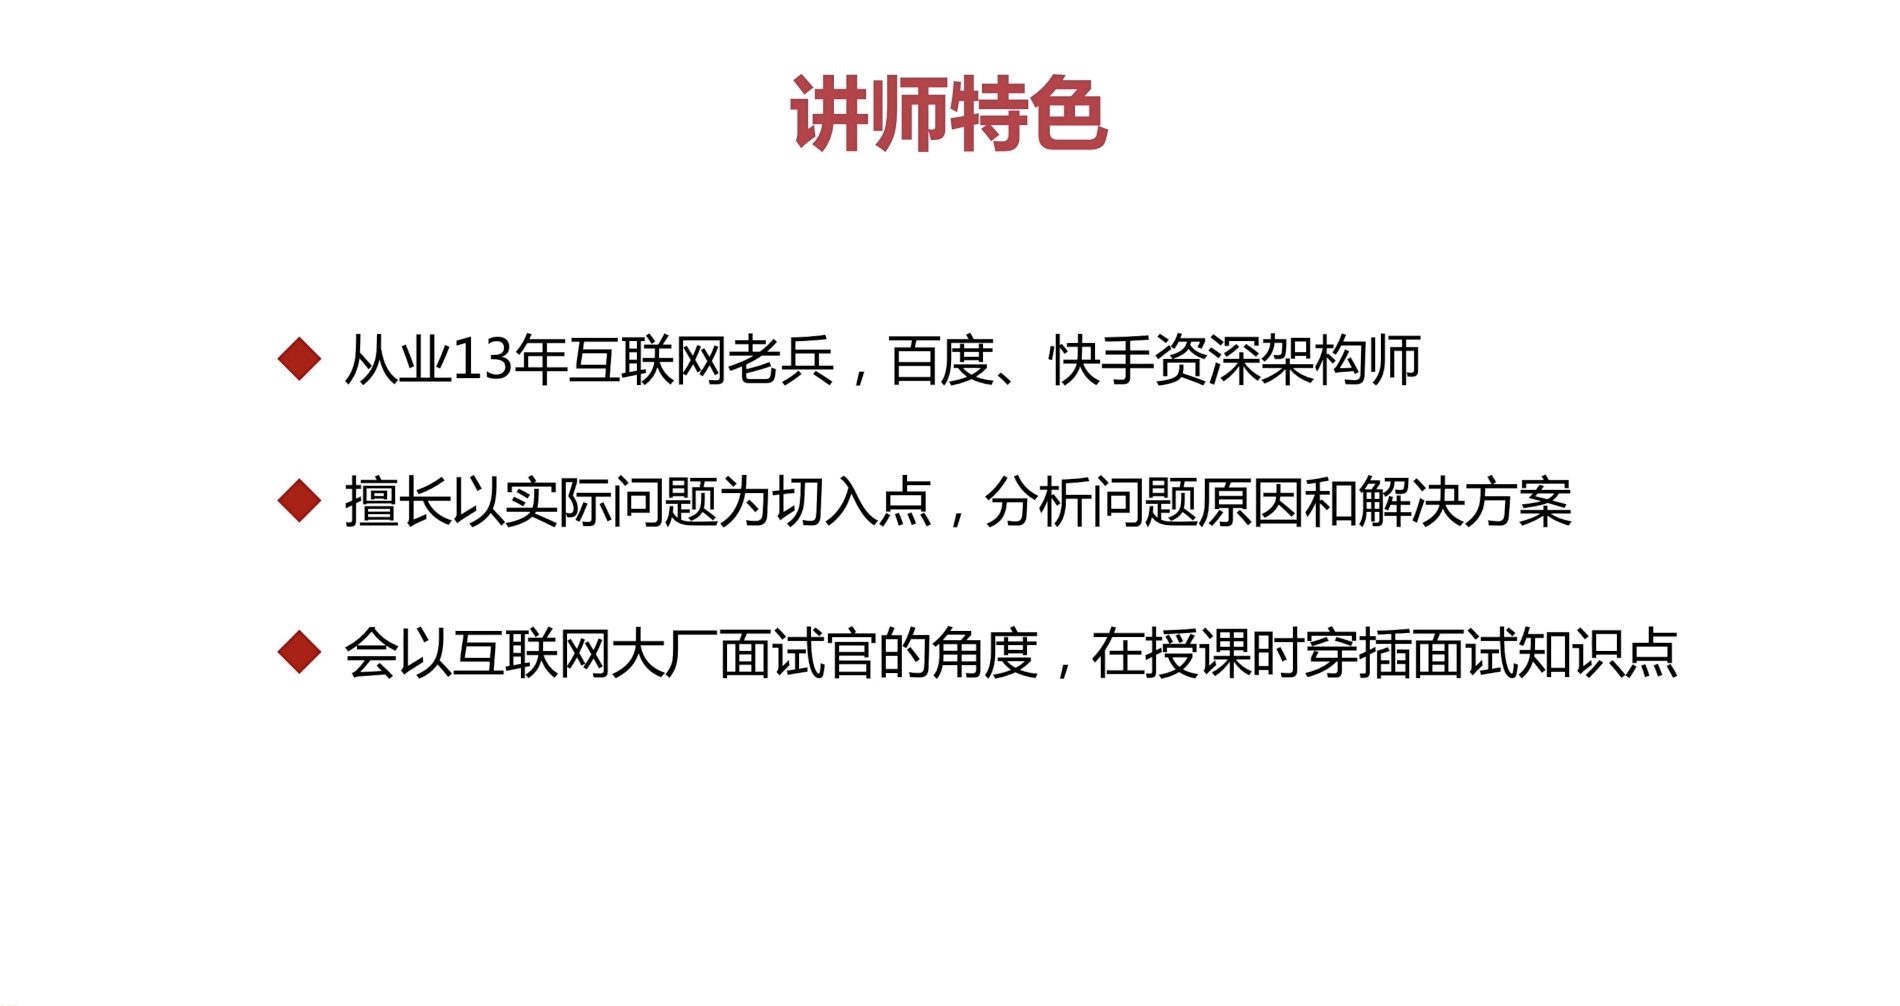 讲师特色
从业13年互联网老兵，百度、快手资深架构师
擅长以实际问题为切入点，分析问题原因和解决方案
会以互联网大厂面试官的角度，在授课时穿插面试知识点